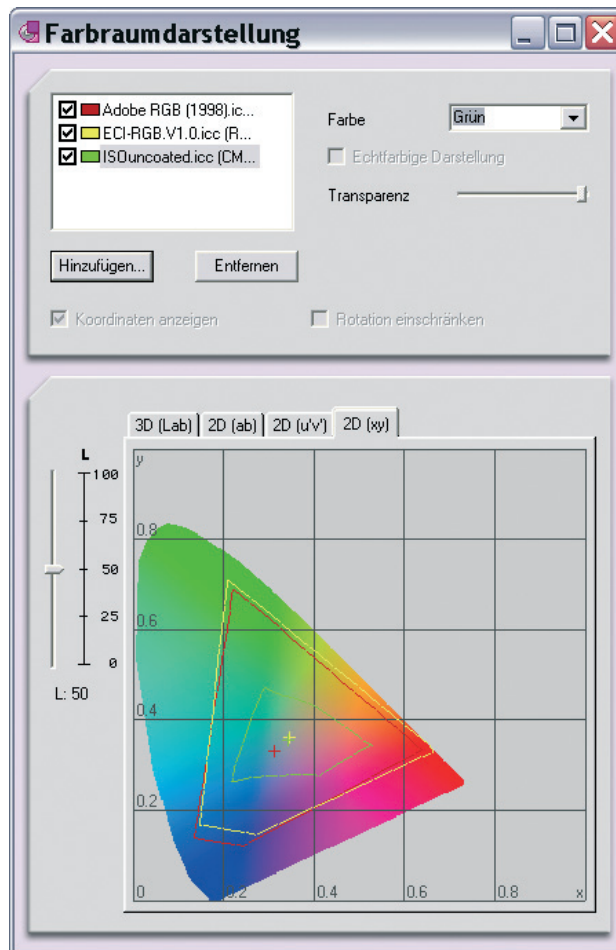 Farbraumdarstellung
Adobe RGB (1998).ic...
ECI-RGB.V1.0.icc (R...
ISOuncoated.icc (CM...
Farbe
Grün
Echtfarbige Darstellung
Transparenz
Hinzufügen...
Entfernen
Koordinaten anzeigen
Rotation einschränken
3D (Lab)
2D (ab)
2D (u'v')
2D (xy)
L
100
75
50
25
0
L: 50
y
0.8
0.6
0.4
0.2
0
0.2
0.4
0.6
0.8
x